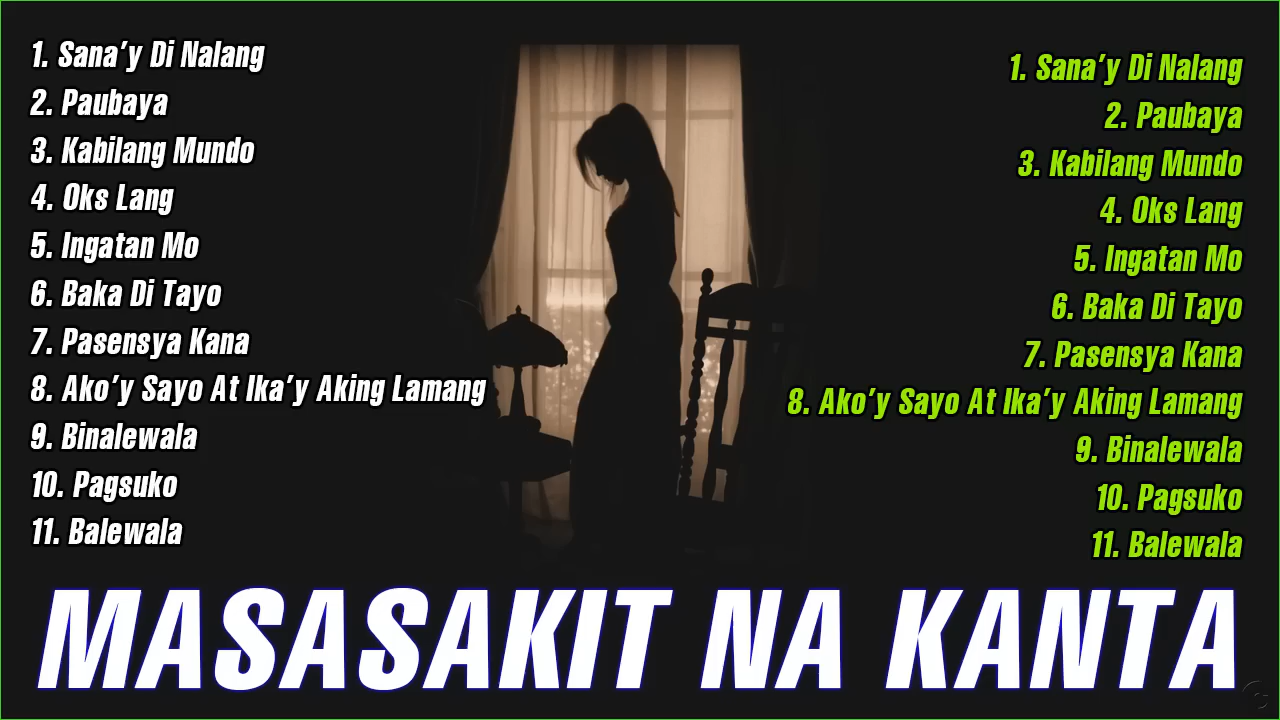 1. Sana'y Di Nalang
2. Paubaya
3. Kabilang Mundo
4. Oks Lang
5. Ingatan Mo
6. Baka Di Tayo
7. Pasensya Kana
8. Ako'y Sayo At Ika'y Aking Lamang
9. Binalewala
10. Pagsuko
11. Balewala
1. Sana'y Di Nalang
2. Paubaya
3. Kabilang Mundo
4. Oks Lang
5. Ingatan Mo
6. Baka Di Tayo
7. Pasensya Kana
8. Ako'y Sayo At Ika'y Aking Lamang
9. Binalewala
10. Pagsuko
11. Balewala
MASASAKIT NA KANTA